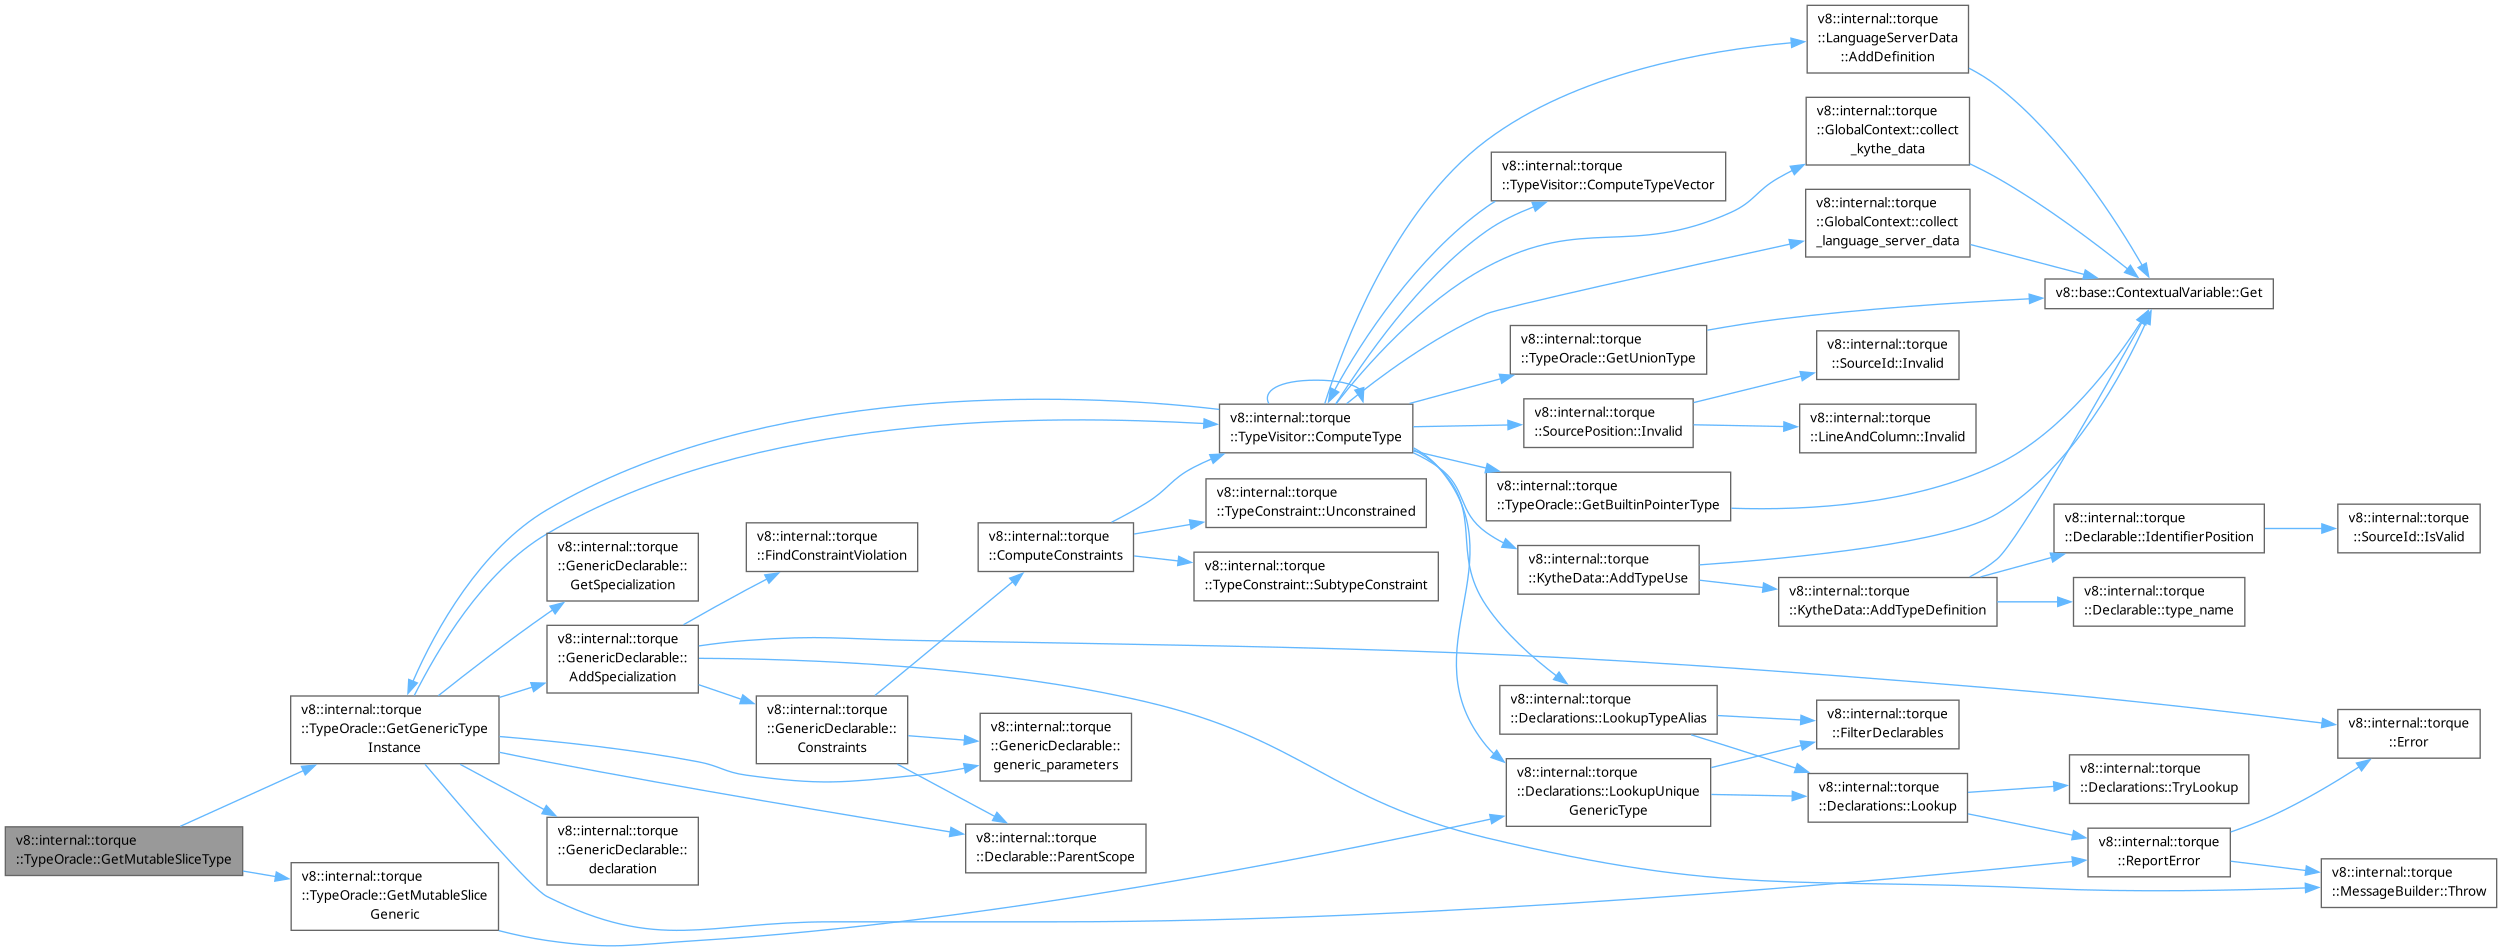 v8::internal::torque
::TypeOracle::GetMutableSliceType
v8::internal::torque
::TypeOracle::GetGenericType
Instance
v8::internal::torque
::TypeOracle::GetMutableSlice
Generic
v8::internal::torque
::GenericDeclarable::
GetSpecialization
v8::internal::torque
::GenericDeclarable::
AddSpecialization
v8::internal::torque
::GenericDeclarable::
declaration
v8::internal::torque
::FindConstraintViolation
v8::internal::torque
::GenericDeclarable::
Constraints
v8::internal::torque
::ComputeConstraints
v8::internal::torque
::GenericDeclarable::
generic_parameters
v8::internal::torque
::Declarable::ParentScope
v8::internal::torque
::TypeVisitor::ComputeType
v8::internal::torque
::TypeConstraint::Unconstrained
v8::internal::torque
::TypeConstraint::SubtypeConstraint
v8::internal::torque
::TypeVisitor::ComputeTypeVector
v8::internal::torque
::TypeOracle::GetUnionType
v8::internal::torque
::SourcePosition::Invalid
v8::internal::torque
::TypeOracle::GetBuiltinPointerType
v8::internal::torque
::KytheData::AddTypeUse
v8::internal::torque
::Declarations::LookupTypeAlias
v8::internal::torque
::Declarations::LookupUnique
GenericType
v8::internal::torque
::LanguageServerData
::AddDefinition
v8::internal::torque
::GlobalContext::collect
_kythe_data
v8::internal::torque
::GlobalContext::collect
_language_server_data
v8::internal::torque
::SourceId::Invalid
v8::internal::torque
::LineAndColumn::Invalid
v8::internal::torque
::KytheData::AddTypeDefinition
v8::internal::torque
::FilterDeclarables
v8::internal::torque
::Declarations::Lookup
v8::base::ContextualVariable::Get
v8::internal::torque
::Declarable::IdentifierPosition
v8::internal::torque
::Declarable::type_name
v8::internal::torque
::Declarations::TryLookup
v8::internal::torque
::ReportError
v8::internal::torque
::SourceId::IsValid
v8::internal::torque
::Error
v8::internal::torque
::MessageBuilder::Throw